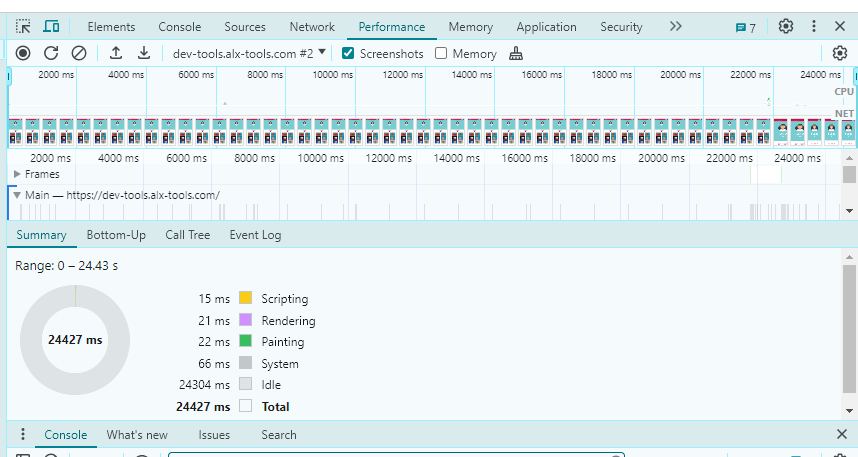 Elements Console Sources Network Performance Memory Application Security 7
dev-tools.alx-tools.com #2 Screenshots Memory
2000 ms 4000 ms 6000 ms 8000 ms 10000 ms 12000 ms 14000 ms 16000 ms 18000 ms 20000 ms 22000 ms 24000 ms
CPU
NET
2000 ms 4000 ms 6000 ms 8000 ms 10000 ms 12000 ms 14000 ms 16000 ms 18000 ms 20000 ms 22000 ms 24000 ms
Frames
Main — https://dev-tools.alx-tools.com/
Summary Bottom-Up Call Tree Event Log
Range: 0 – 24.43 s
24427 ms
15 ms Scripting
21 ms Rendering
22 ms Painting
66 ms System
24304 ms Idle
24427 ms Total
Console What's new Issues Search